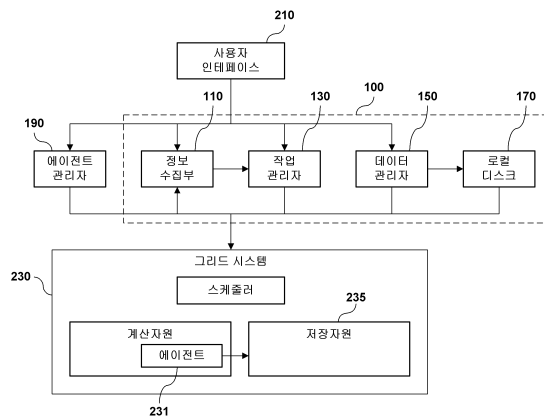 210
사용자
인테페이스
100
190
110
130
150
170
에이전트
관리자
정보
수집부
작업
관리자
데이터
관리자
로컬
디스크
230
그리드 시스템
스케줄러
235
계산자원
저장자원
에이전트
231